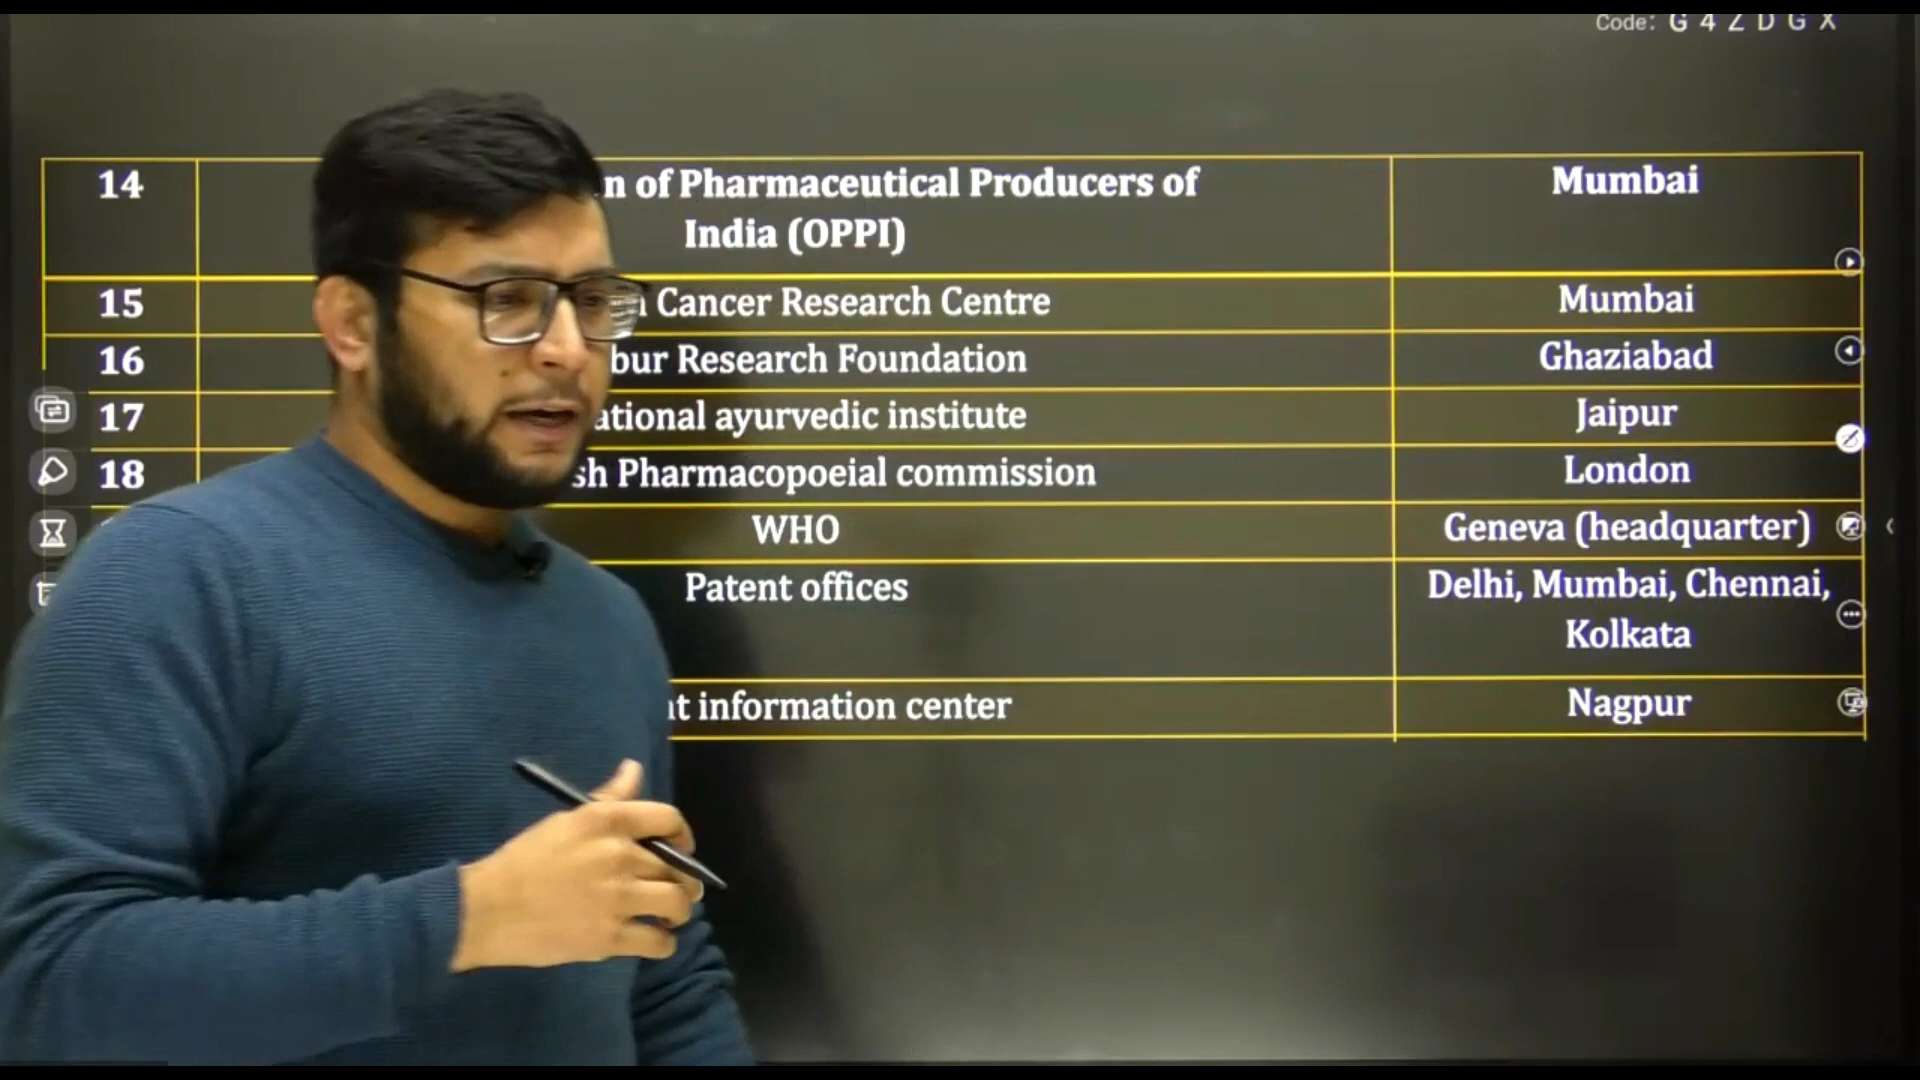 Code: G 4 Z D G X
14 n of Pharmaceutical Producers of Mumbai
India (OPPI)
15 Cancer Research Centre Mumbai
16 bur Research Foundation Ghaziabad
17 ational ayurvedic institute Jaipur
18 sh Pharmacopoeial commission London
WHO Geneva (headquarter)
Patent offices Delhi, Mumbai, Chennai,
Kolkata
nt information center Nagpur